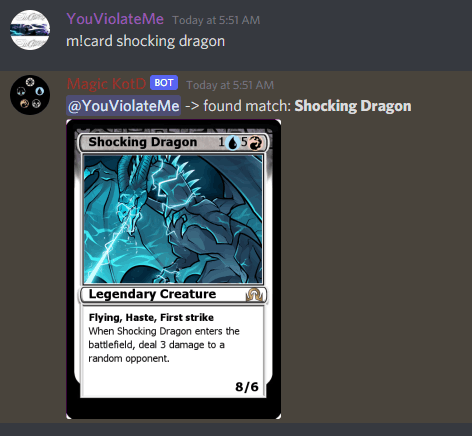 YouViolateMe Today at 5:51 AM
m!card shocking dragon
Magic KotD BOT Today at 5:51 AM
@YouViolateMe -> found match: Shocking Dragon
Shocking Dragon 1 5
Legendary Creature
Flying, Haste, First strike
When Shocking Dragon enters the
battlefield, deal 3 damage to a
random opponent.
8/6